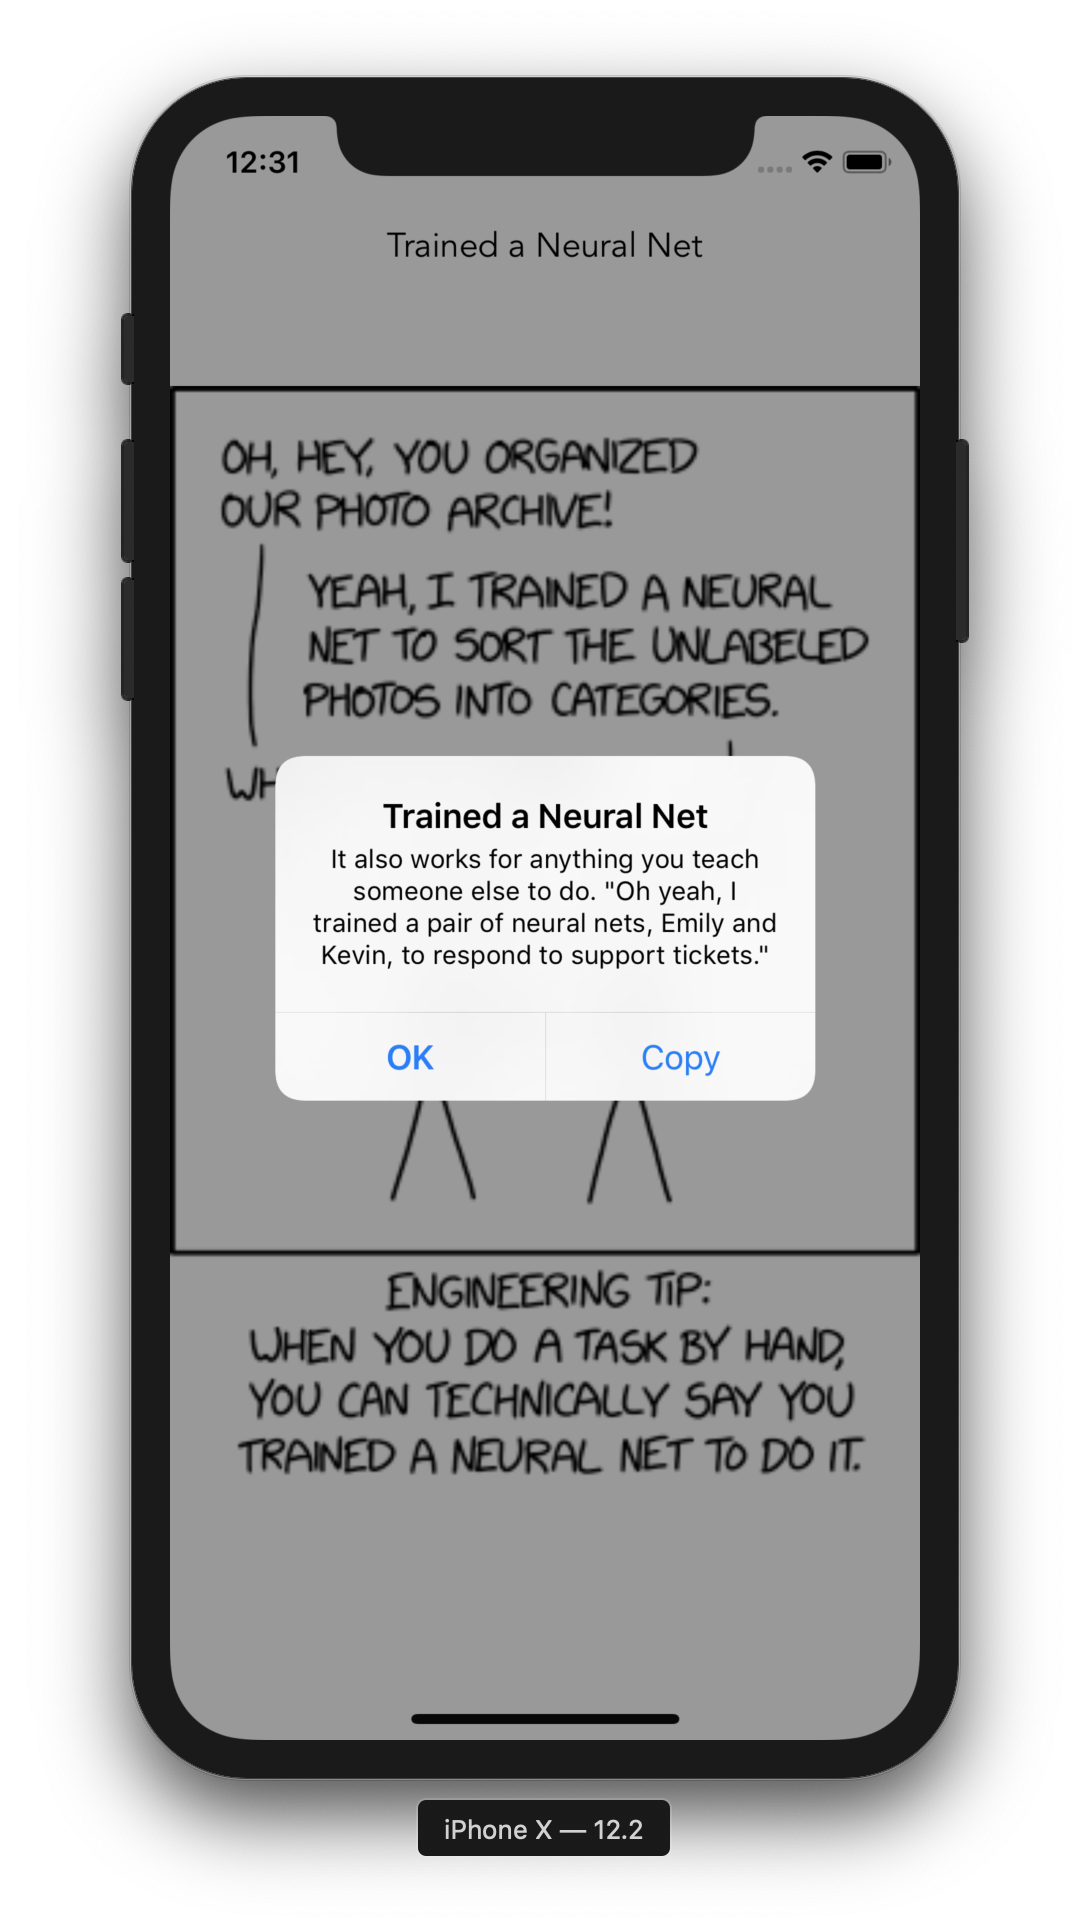 12:31
Trained a Neural Net
OH, HEY, YOU ORGANIZED
OUR PHOTO ARCHIVE!
YEAH, I TRAINED A NEURAL
NET TO SORT THE UNLABELED
PHOTOS INTO CATEGORIES.
Trained a Neural Net
It also works for anything you teach
someone else to do. "Oh yeah, I
trained a pair of neural nets, Emily and
Kevin, to respond to support tickets."
OK
Copy
ENGINEERING TIP:
WHEN YOU DO A TASK BY HAND,
YOU CAN TECHNICALLY SAY YOU
TRAINED A NEURAL NET TO DO IT.
iPhone X — 12.2